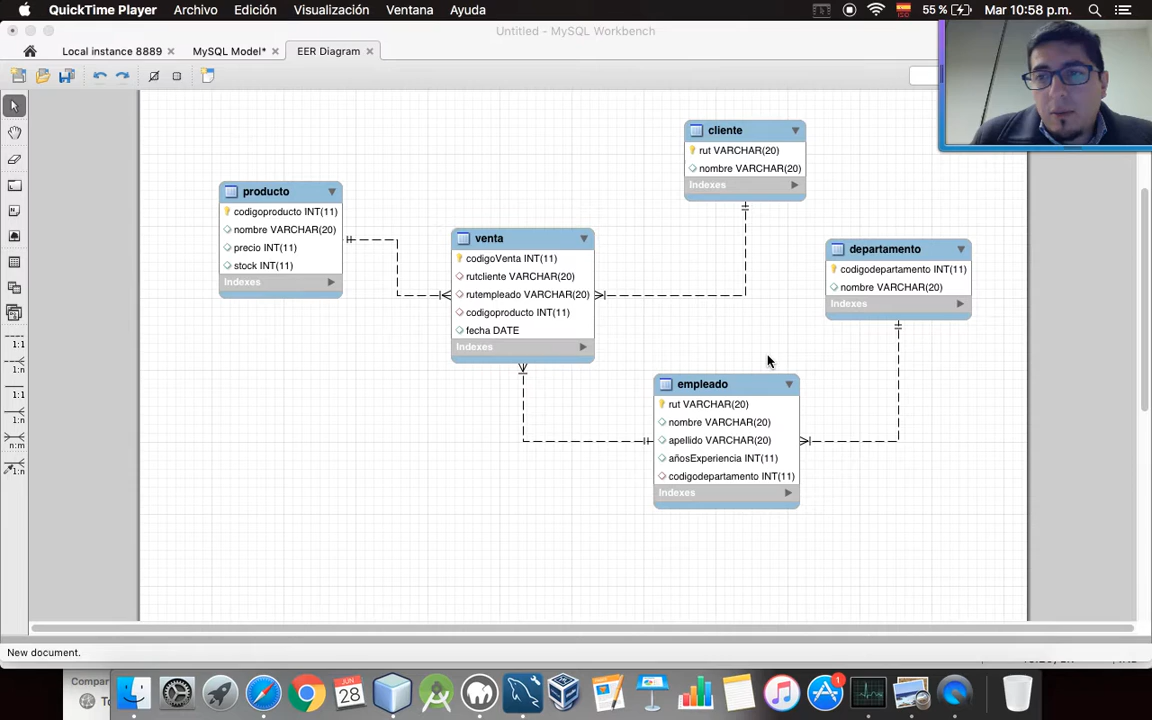 QuickTime Player Archivo Edición Visualización Ventana Ayuda 55 % Mar 10:58 p.m.
Untitled - MySQL Workbench
Local instance 8889 MySQL Model* EER Diagram
cliente
rut VARCHAR(20)
nombre VARCHAR(20)
Indexes
producto
codigoproducto INT(11)
nombre VARCHAR(20)
precio INT(11)
stock INT(11)
Indexes
venta
codigoVenta INT(11)
rutcliente VARCHAR(20)
rutempleado VARCHAR(20)
codigoproducto INT(11)
fecha DATE
Indexes
departamento
codigodepartamento INT(11)
nombre VARCHAR(20)
Indexes
empleado
rut VARCHAR(20)
nombre VARCHAR(20)
apellido VARCHAR(20)
añosExperiencia INT(11)
codigodepartamento INT(11)
Indexes
1:1
1:n
1:1
1:n
n:m
1:n
New document.
Compar
JUN
28
1